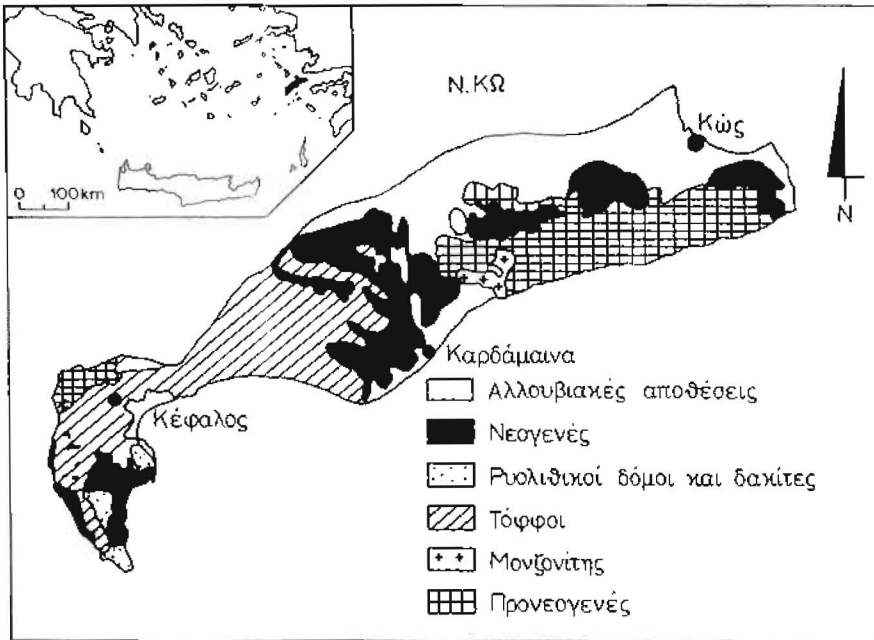 Ν. ΚΩ
Κώς
0 100km
N
Καρδάμαινα
Κέφαλος
Αλλουβιακές αποθέσεις
Νεογενές
Ρυολιθικοί δόμοι και δακίτες
Τόφφοι
Μονζονίτης
Προνεογενές